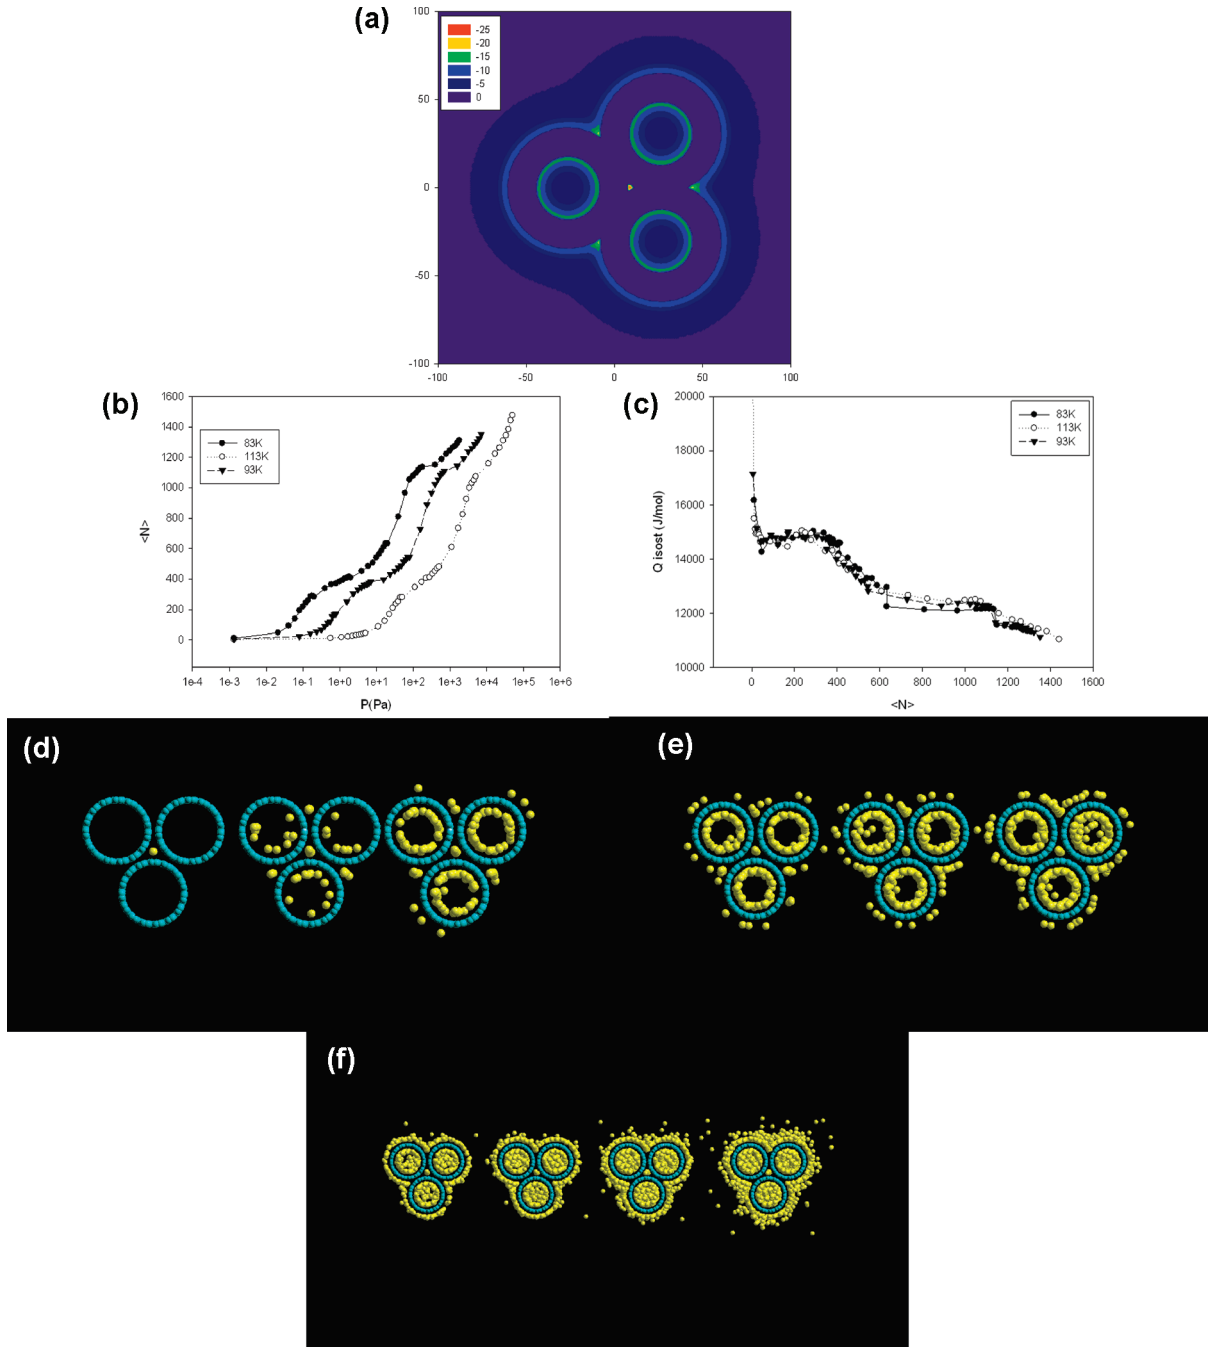 (a)
100
50
0
-50
-100
-25
-20
-15
-10
-5
0
-100
-50
0
50
100
(b)
1600
1400
1200
1000
800
600
400
200
0
<N>
83K
113K
93K
1e-4
1e-3
1e-2
1e-1
1e+0
1e+1
1e+2
1e+3
1e+4
1e+5
1e+6
P(Pa)
(c)
20000
18000
16000
14000
12000
10000
Q isost (J/mol)
83K
113K
93K
0
200
400
600
800
1000
1200
1400
1600
<N>
(d)
(e)
(f)